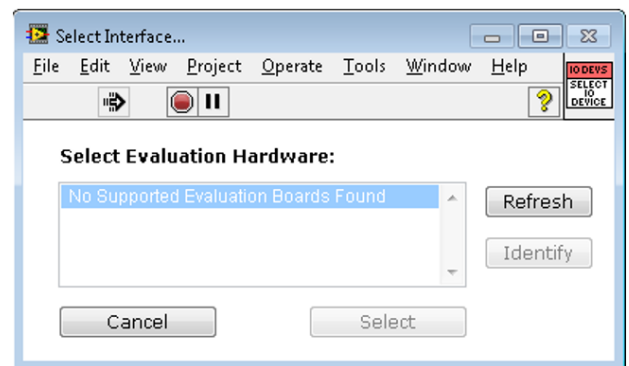 Select Interface...
File Edit View Project Operate Tools Window Help
IO DEVS
SELECT
IO
DEVICE
Select Evaluation Hardware:
No Supported Evaluation Boards Found
Refresh
Identify
Cancel
Select